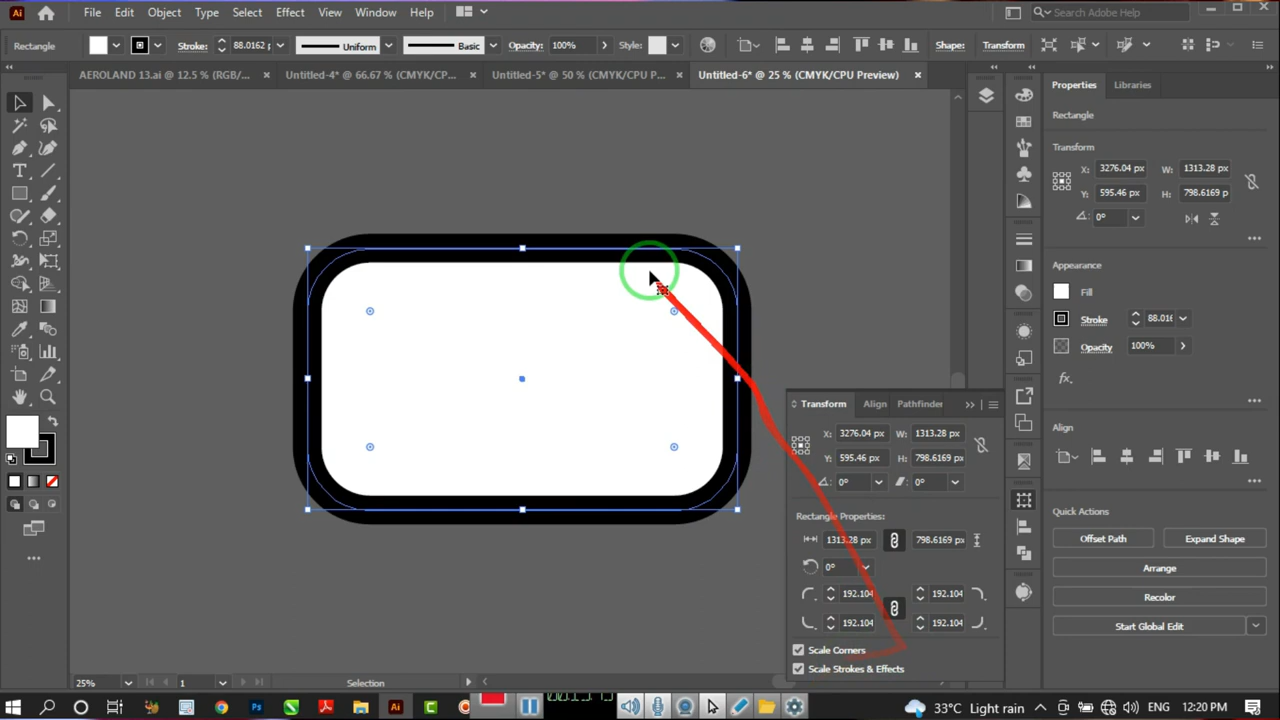 Ai File Edit Object Type Select Effect View Window Help Search Adobe Help
Rectangle Stroke: 88.0162 Uniform Basic Opacity: 100% Style: Shape: Transform
AEROLAND 13.ai @ 12.5 % (RGB/... Untitled-4* @ 66.67 % (CMYK/CPP... Untitled-5* @ 50 % (CMYK/CPU P... Untitled-6* @ 25 % (CMYK/CPU Preview)
Properties Libraries
Rectangle
Transform
X: 3276.04 px W: 1313.28 px
Y: 595.46 px H: 798.6169 p
0°
Appearance
Fill
Stroke 88.016
Opacity 100%
fx.
Align
Quick Actions
Offset Path Expand Shape
Arrange
Recolor
Start Global Edit
Transform Align Pathfinder
X: 3276.04 px W: 1313.28 px
Y: 595.46 px H: 798.6169 px
0° 0°
Rectangle Properties:
1313.28 px 798.6169 px
0°
192.104 192.104
192.104 192.104
Scale Corners
Scale Strokes & Effects
25% 1 Selection
Ps Ai 33°C Light rain ENG 12:20 PM